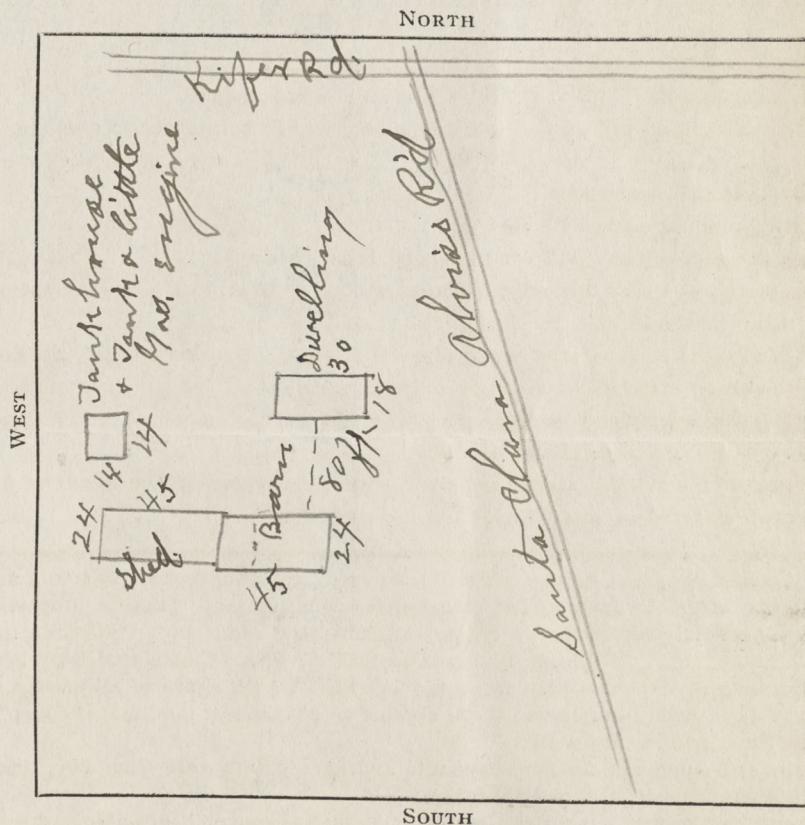 NORTH
Kifer Rd.
WEST
Tank house
+ Tank & little
Gas. Engine
14
14
Dwelling
30
18
80 ft
Santa Clara Alviso R'd
24
45
Shed
Barn
45
24
SOUTH